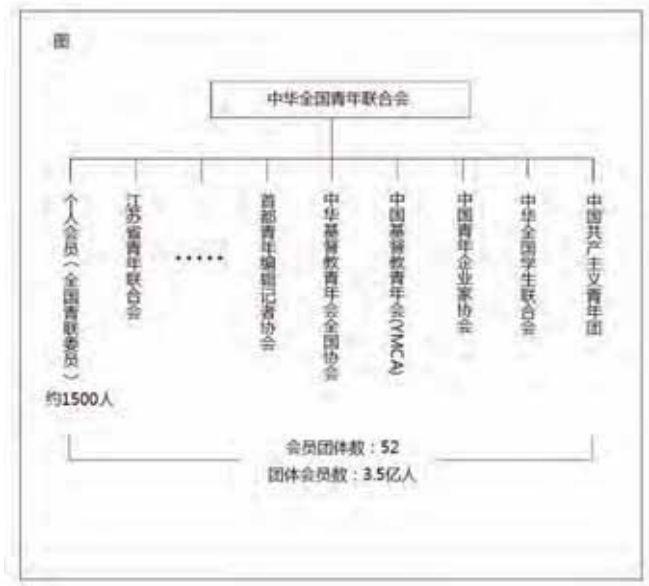 图
中华全国青年联合会
个人会员(全国青联委员)
约1500人
江苏省青年联合会
·····
首都青年编辑记者协会
中华基督教青年会全国协会
中国基督教青年会(YMCA)
中国青年企业家协会
中华全国学生联合会
中国共产主义青年团
会员团体数：52
团体会员数：3.5亿人